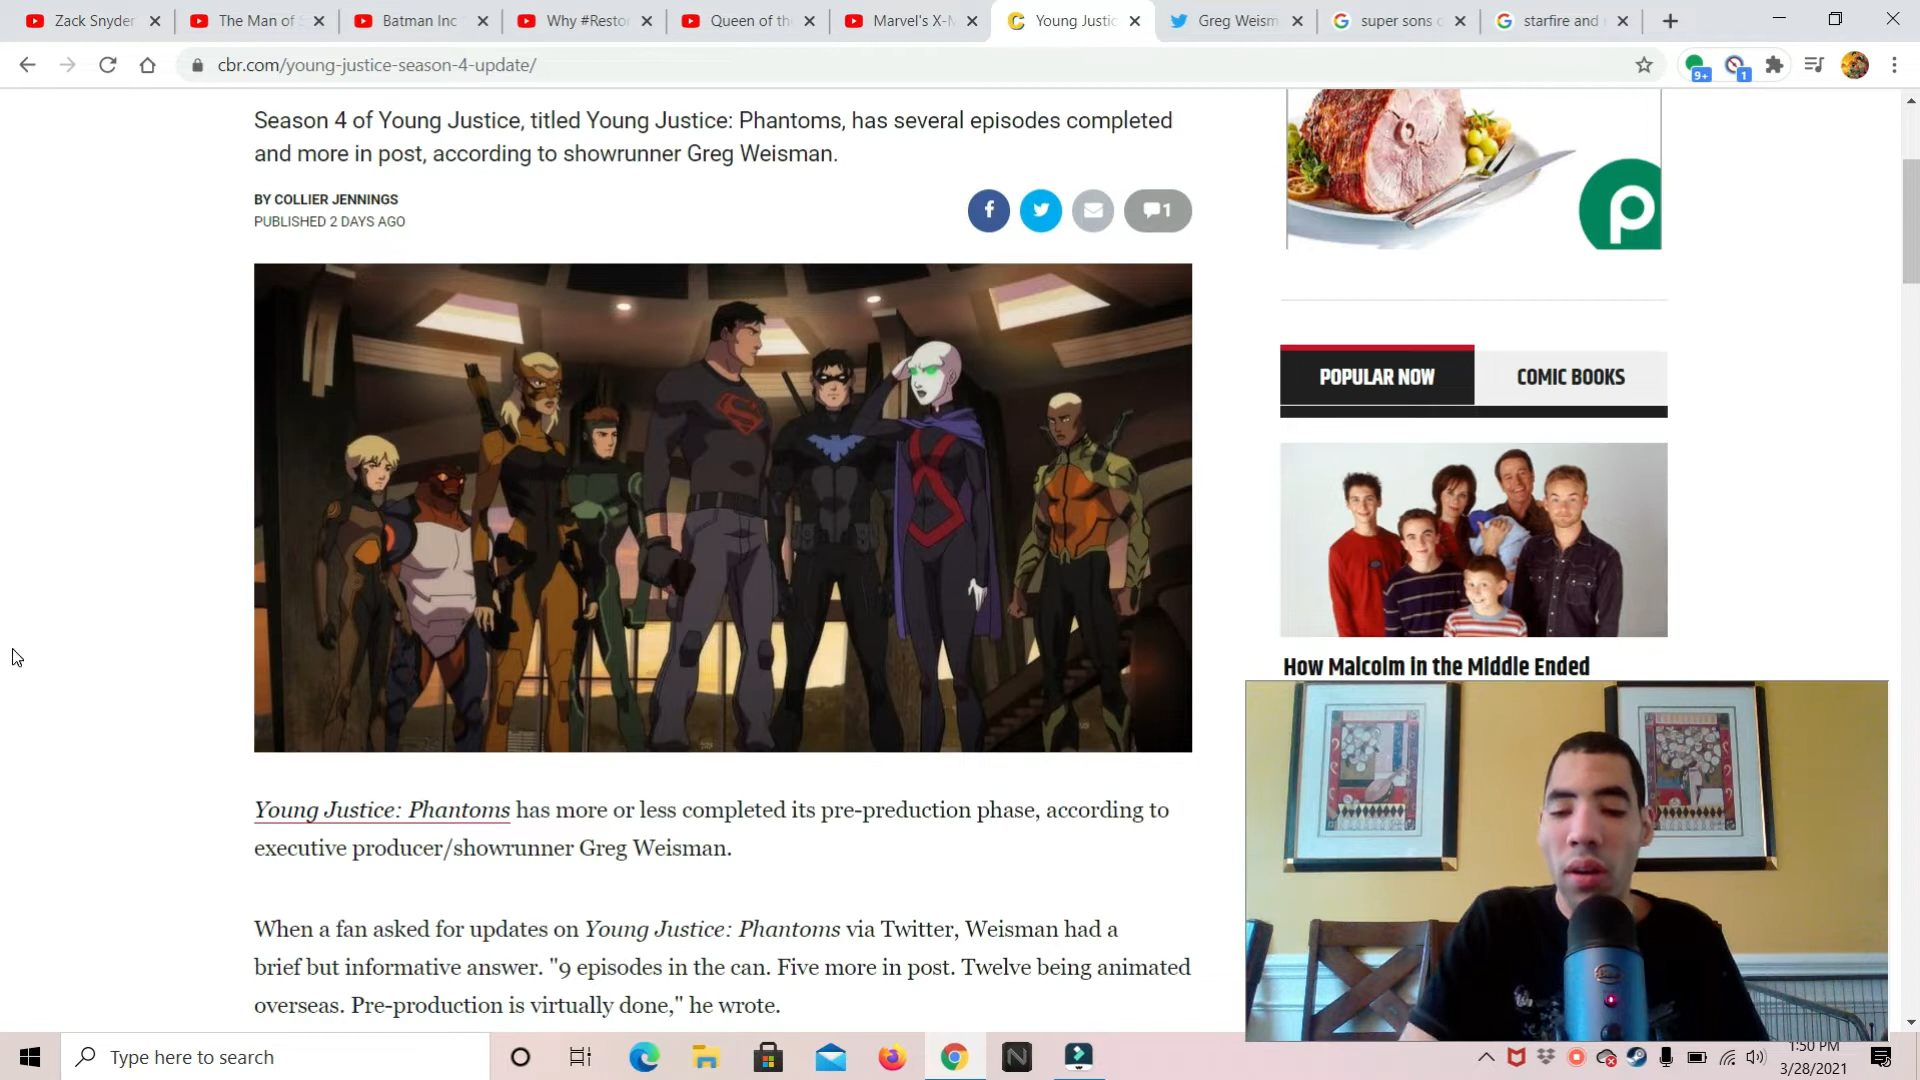 Zack Snyder
The Man of
Batman Inc
Why #Resto
Queen of th
Marvel's X-M
Young Justic
Greg Weism
super sons c
starfire and
cbr.com/young-justice-season-4-update/
9+
1
Season 4 of Young Justice, titled Young Justice: Phantoms, has several episodes completed
and more in post, according to showrunner Greg Weisman.
BY COLLIER JENNINGS
PUBLISHED 2 DAYS AGO
1
POPULAR NOW
COMIC BOOKS
How Malcolm in the Middle Ended
Young Justice: Phantoms has more or less completed its pre-preduction phase, according to
executive producer/showrunner Greg Weisman.
When a fan asked for updates on Young Justice: Phantoms via Twitter, Weisman had a
brief but informative answer. "9 episodes in the can. Five more in post. Twelve being animated
overseas. Pre-production is virtually done," he wrote.
Type here to search
1:50 PM
3/28/2021